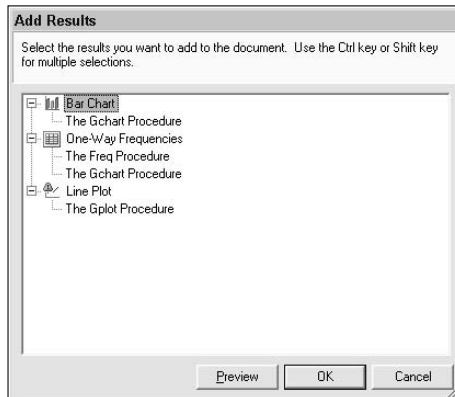 Add Results
Select the results you want to add to the document. Use the Ctrl key or Shift key
for multiple selections.
Bar Chart
The Gchart Procedure
One-Way Frequencies
The Freq Procedure
The Gchart Procedure
Line Plot
The Gplot Procedure
Preview
OK
Cancel